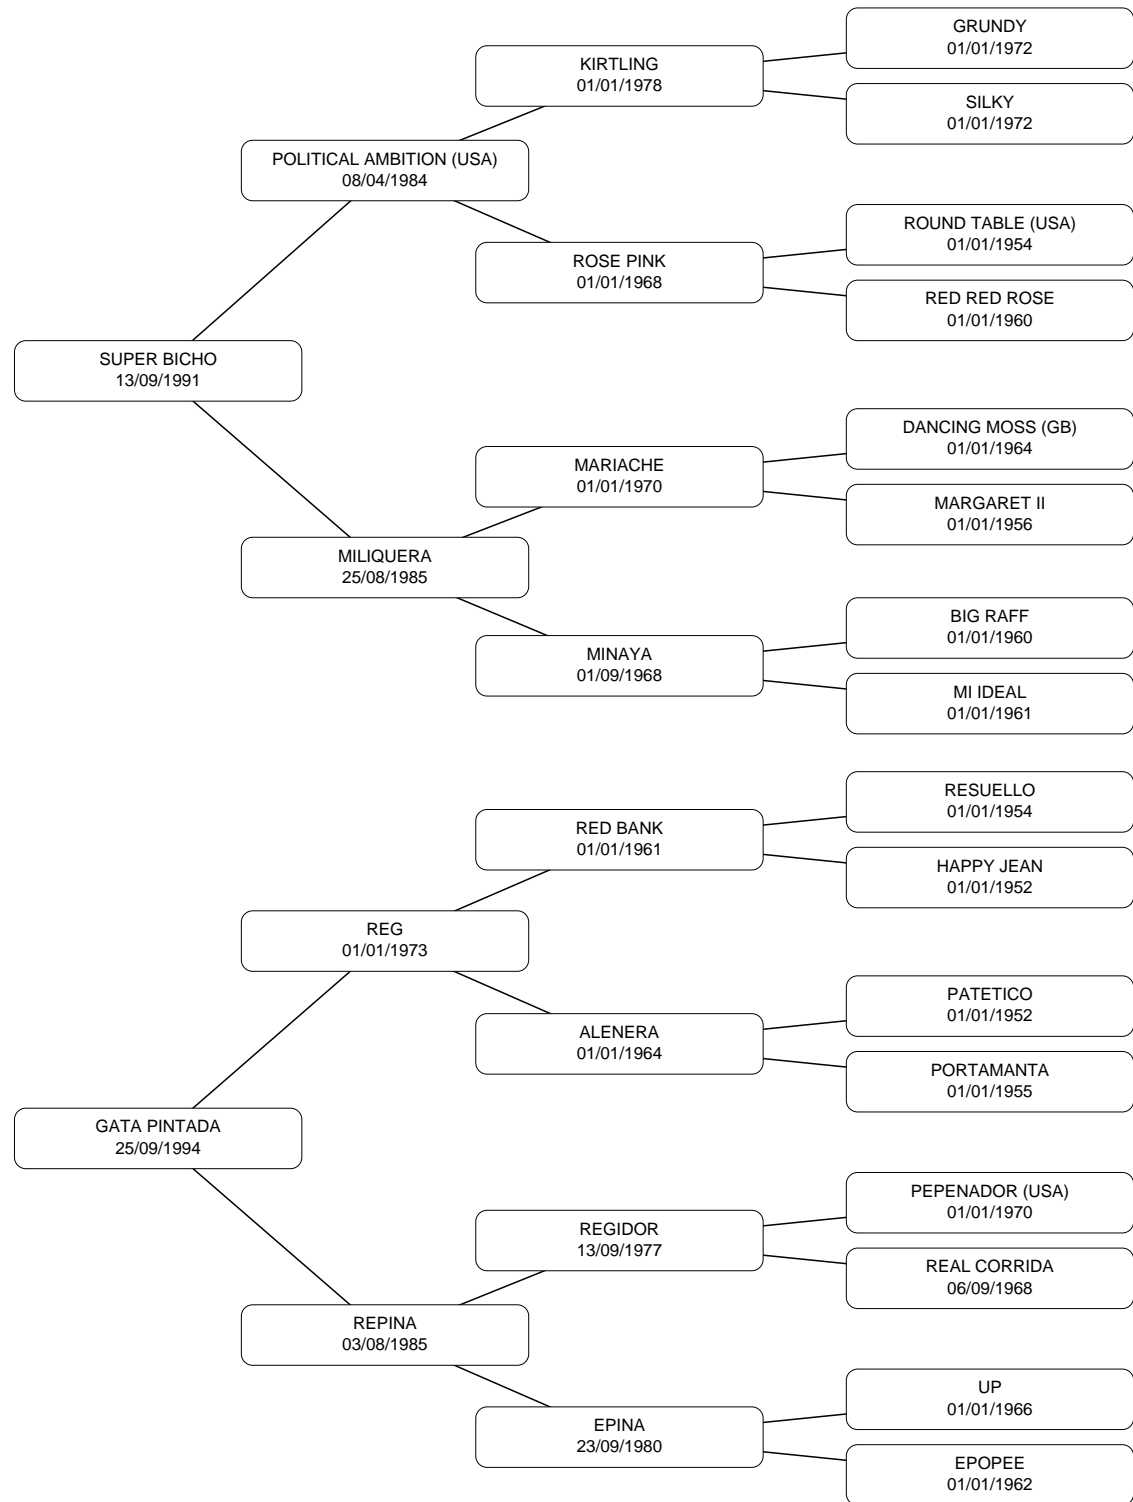 GRUNDY
01/01/1972
KIRTLING
01/01/1978
SILKY
01/01/1972
POLITICAL AMBITION (USA)
08/04/1984
ROUND TABLE (USA)
01/01/1954
ROSE PINK
01/01/1968
RED RED ROSE
01/01/1960
SUPER BICHO
13/09/1991
DANCING MOSS (GB)
01/01/1964
MARIACHE
01/01/1970
MARGARET II
01/01/1956
MILIQUERA
25/08/1985
BIG RAFF
01/01/1960
MINAYA
01/09/1968
MI IDEAL
01/01/1961
RESUELLO
01/01/1954
RED BANK
01/01/1961
HAPPY JEAN
01/01/1952
REG
01/01/1973
PATETICO
01/01/1952
ALENERA
01/01/1964
PORTAMANTA
01/01/1955
GATA PINTADA
25/09/1994
PEPENADOR (USA)
01/01/1970
REGIDOR
13/09/1977
REAL CORRIDA
06/09/1968
REPINA
03/08/1985
UP
01/01/1966
EPINA
23/09/1980
EPOPEE
01/01/1962